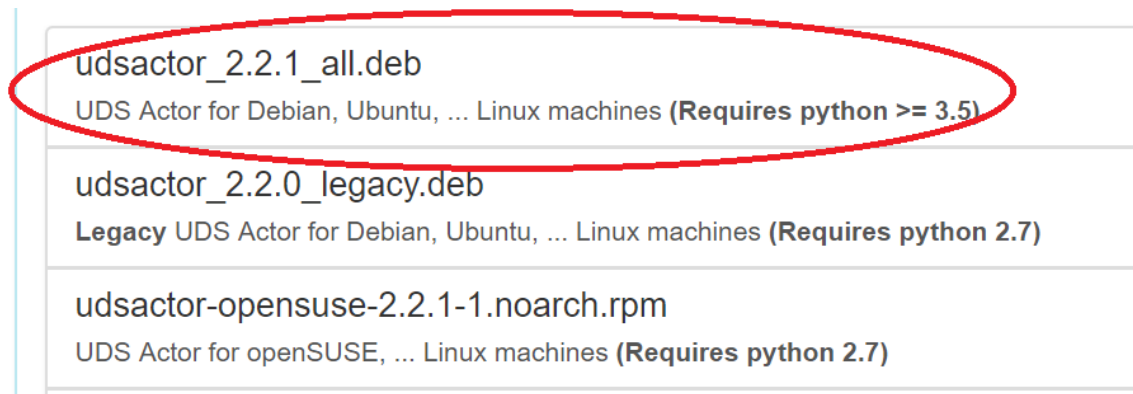 udsactor_2.2.1_all.deb
UDS Actor for Debian, Ubuntu, ... Linux machines (Requires python >= 3.5)
udsactor_2.2.0_legacy.deb
Legacy UDS Actor for Debian, Ubuntu, ... Linux machines (Requires python 2.7)
udsactor-opensuse-2.2.1-1.noarch.rpm
UDS Actor for openSUSE, ... Linux machines (Requires python 2.7)